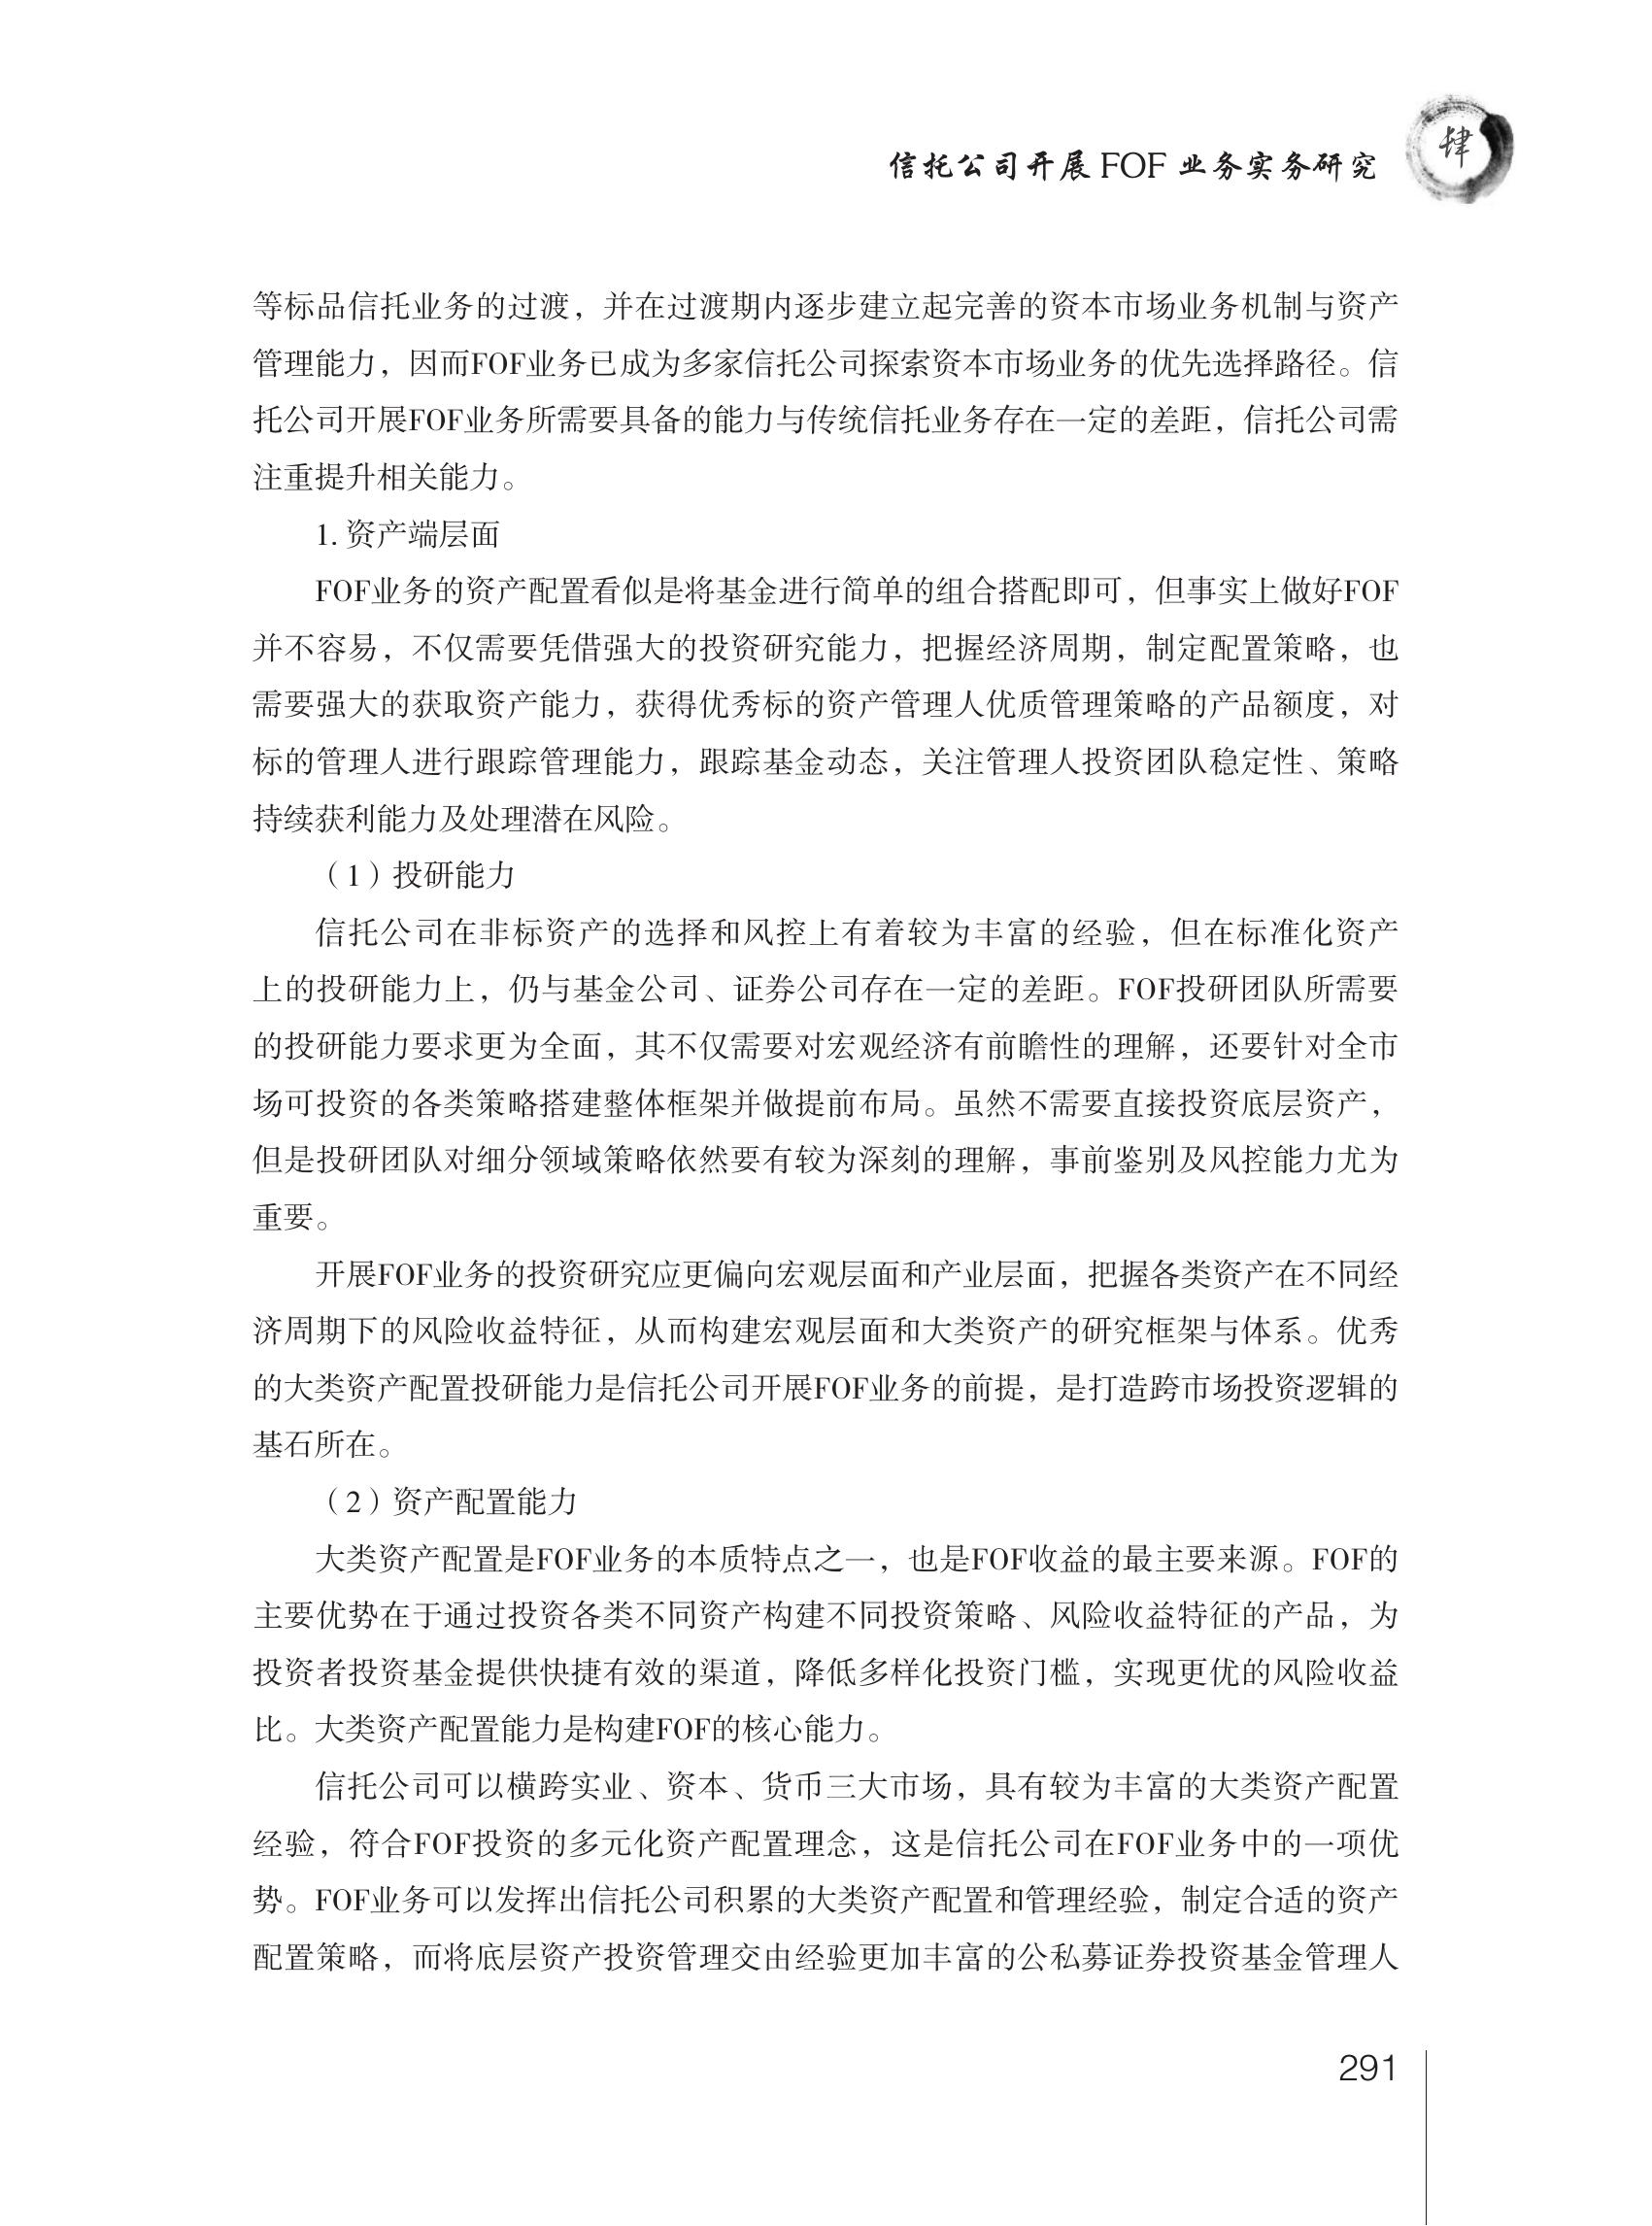 信托公司开展 FOF 业务实务研究
肆
等标品信托业务的过渡，并在过渡期内逐步建立起完善的资本市场业务机制与资产
管理能力，因而FOF业务已成为多家信托公司探索资本市场业务的优先选择路径。信
托公司开展FOF业务所需要具备的能力与传统信托业务存在一定的差距，信托公司需
注重提升相关能力。
1. 资产端层面
FOF业务的资产配置看似是将基金进行简单的组合搭配即可，但事实上做好FOF
并不容易，不仅需要凭借强大的投资研究能力，把握经济周期，制定配置策略，也
需要强大的获取资产能力，获得优秀标的资产管理人优质管理策略的产品额度，对
标的管理人进行跟踪管理能力，跟踪基金动态，关注管理人投资团队稳定性、策略
持续获利能力及处理潜在风险。
（1）投研能力
信托公司在非标资产的选择和风控上有着较为丰富的经验，但在标准化资产
上的投研能力上，仍与基金公司、证券公司存在一定的差距。FOF投研团队所需要
的投研能力要求更为全面，其不仅需要对宏观经济有前瞻性的理解，还要针对全市
场可投资的各类策略搭建整体框架并做提前布局。虽然不需要直接投资底层资产，
但是投研团队对细分领域策略依然要有较为深刻的理解，事前鉴别及风控能力尤为
重要。
开展FOF业务的投资研究应更偏向宏观层面和产业层面，把握各类资产在不同经
济周期下的风险收益特征，从而构建宏观层面和大类资产的研究框架与体系。优秀
的大类资产配置投研能力是信托公司开展FOF业务的前提，是打造跨市场投资逻辑的
基石所在。
（2）资产配置能力
大类资产配置是FOF业务的本质特点之一，也是FOF收益的最主要来源。FOF的
主要优势在于通过投资各类不同资产构建不同投资策略、风险收益特征的产品，为
投资者投资基金提供快捷有效的渠道，降低多样化投资门槛，实现更优的风险收益
比。大类资产配置能力是构建FOF的核心能力。
信托公司可以横跨实业、资本、货币三大市场，具有较为丰富的大类资产配置
经验，符合FOF投资的多元化资产配置理念，这是信托公司在FOF业务中的一项优
势。FOF业务可以发挥出信托公司积累的大类资产配置和管理经验，制定合适的资产
配置策略，而将底层资产投资管理交由经验更加丰富的公私募证券投资基金管理人
291